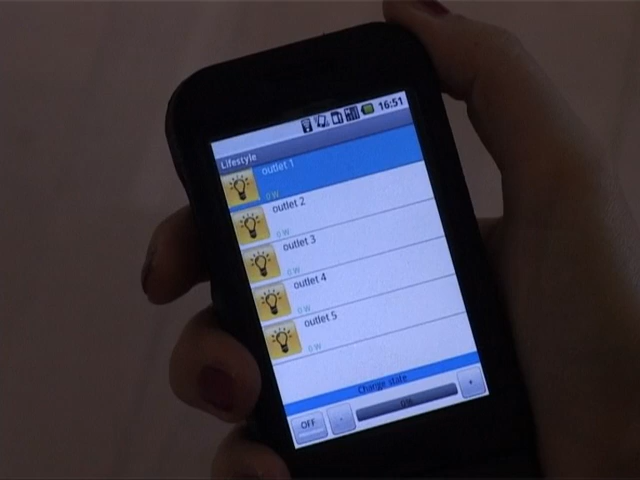 16:51
Lifestyle
outlet 1
0 W
outlet 2
0 W
outlet 3
0 W
outlet 4
0 W
outlet 5
0 W
Change state
OFF
-
0%
+